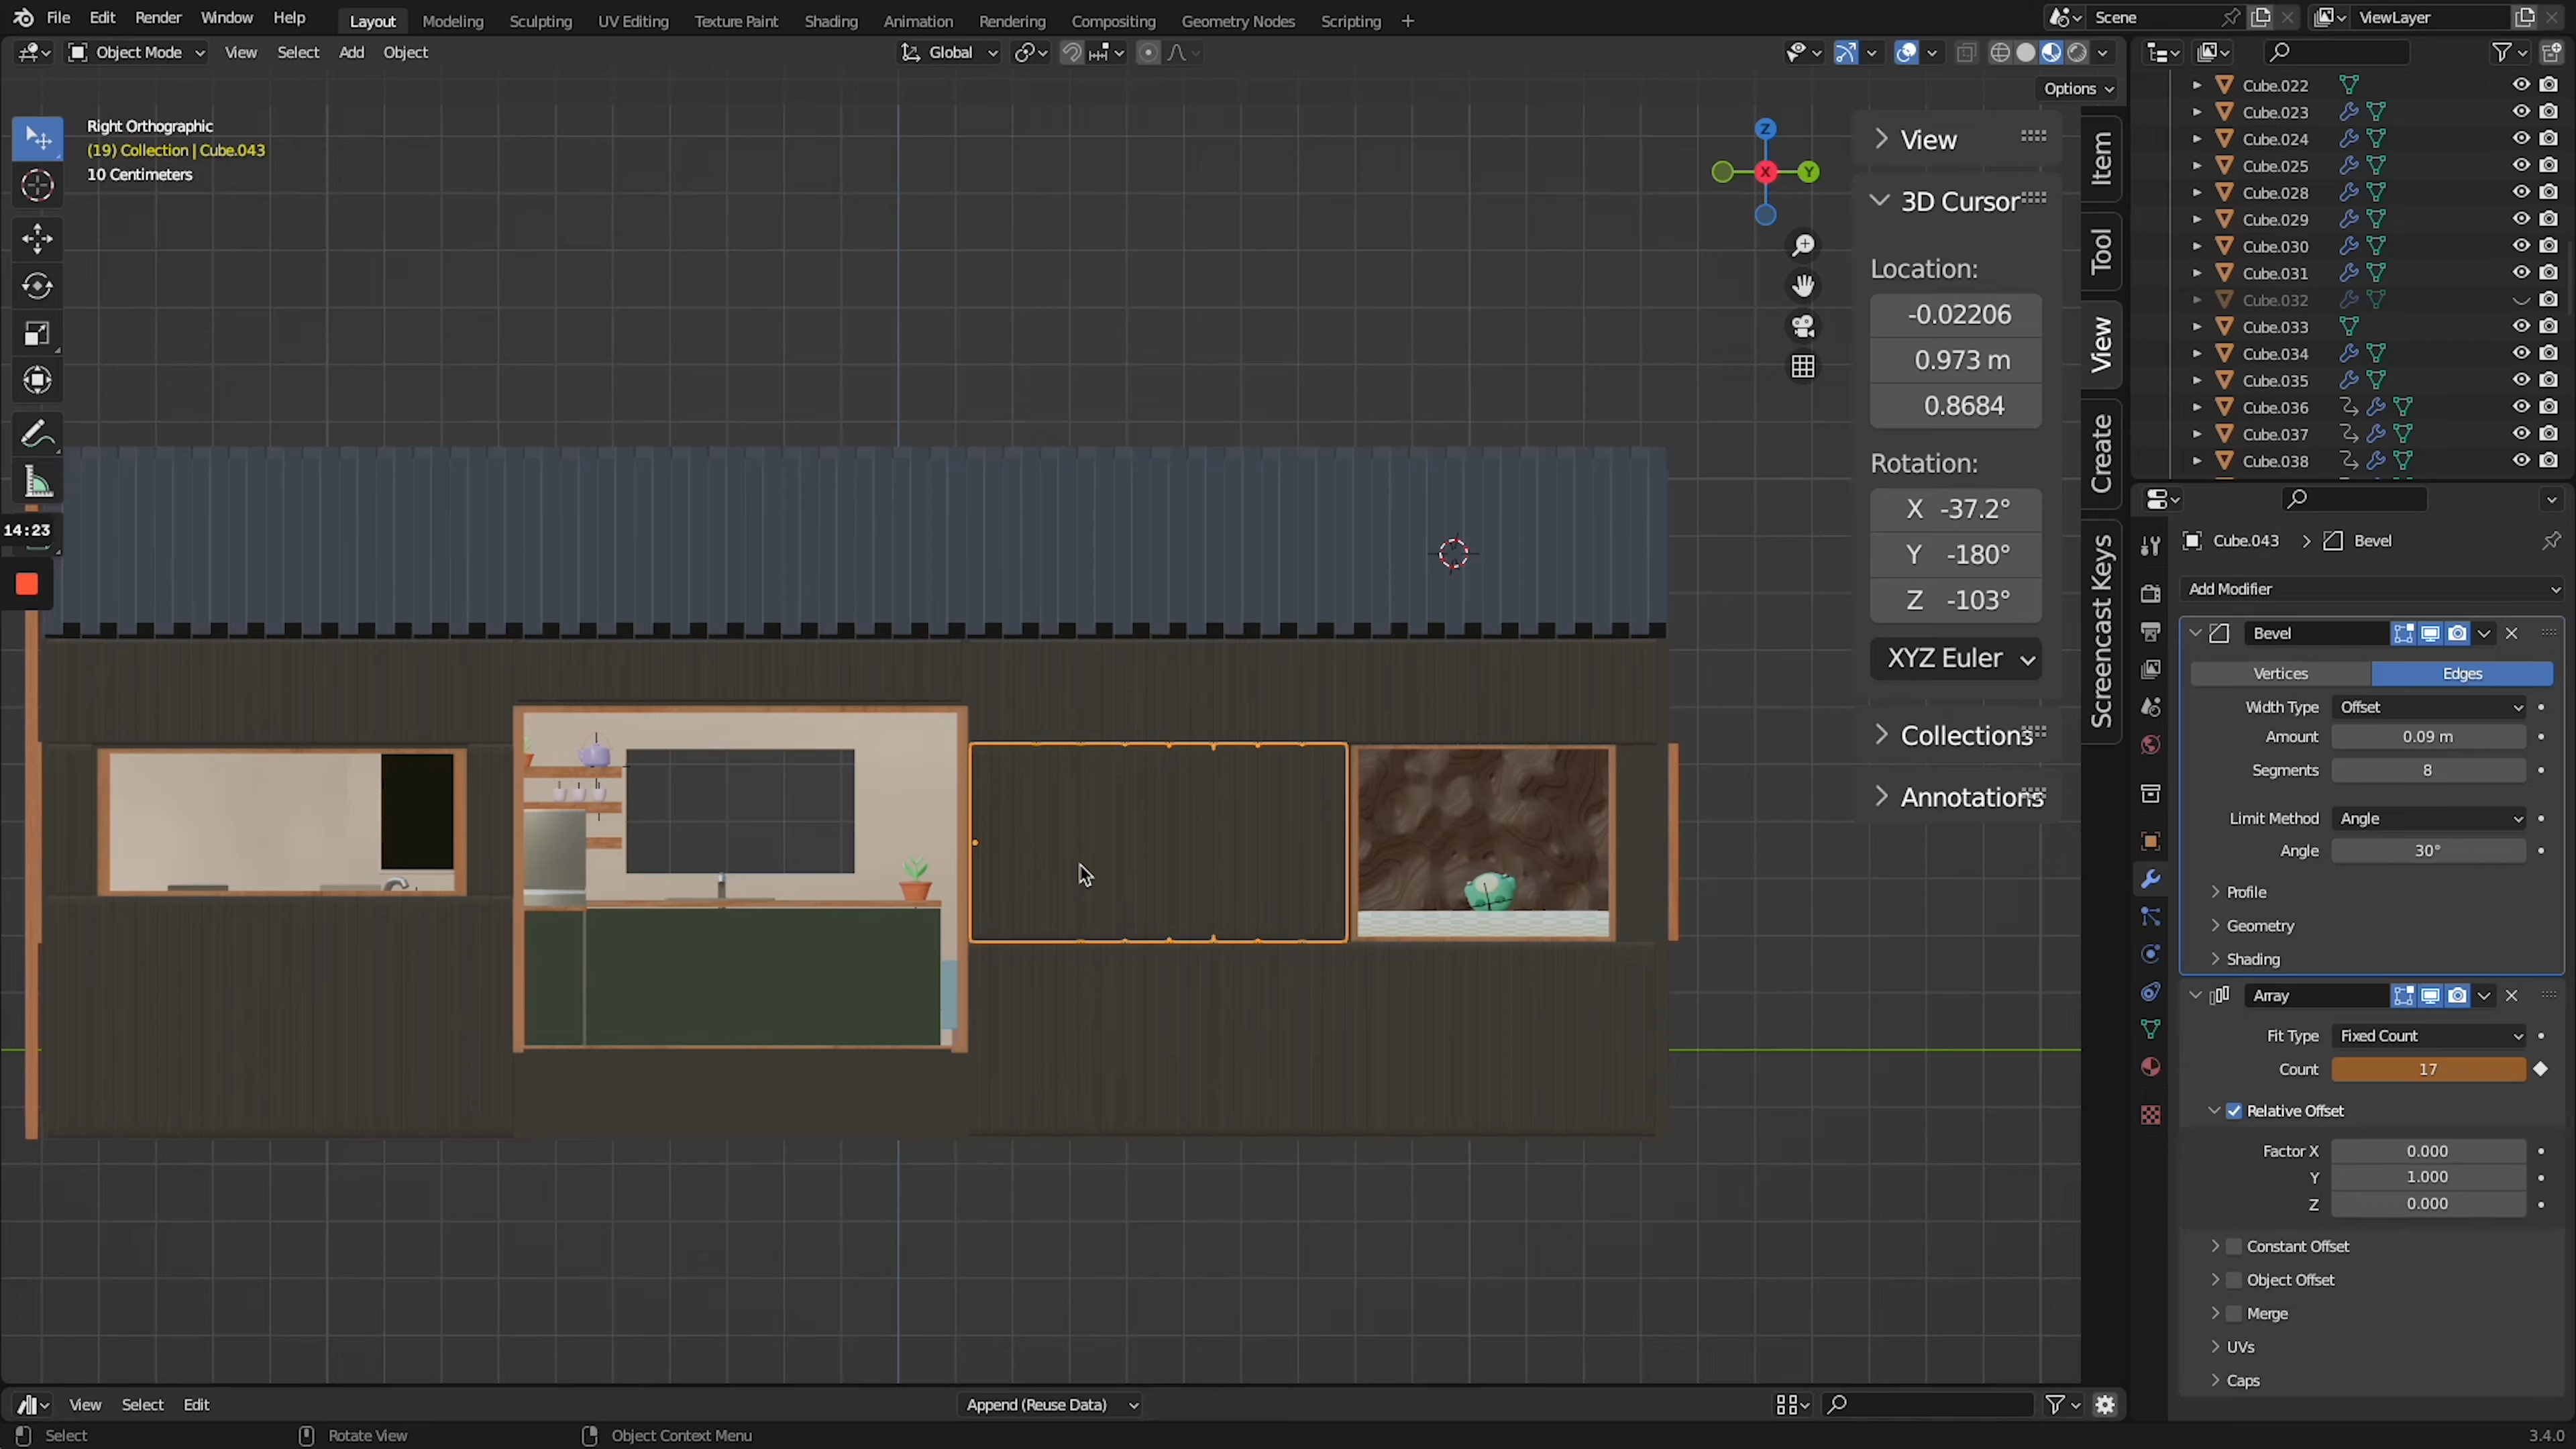 File Edit Render Window Help Layout Modeling Sculpting UV Editing Texture Paint Shading Animation Rendering Compositing Geometry Nodes Scripting + Scene ViewLayer
Object Mode View Select Add Object Global
Options
Right Orthographic
(19) Collection | Cube.043
10 Centimeters
Z
X
Y
14:23
View
3D Cursor
Location:
-0.02206
0.973 m
0.8684
Rotation:
X -37.2°
Y -180°
Z -103°
XYZ Euler
Collections
Annotations
Item
Tool
View
Create
Screencast Keys
Cube.022
Cube.023
Cube.024
Cube.025
Cube.028
Cube.029
Cube.030
Cube.031
Cube.032
Cube.033
Cube.034
Cube.035
Cube.036
Cube.037
Cube.038
Cube.043 > Bevel
Add Modifier
Bevel
Vertices Edges
Width Type Offset
Amount 0.09 m
Segments 8
Limit Method Angle
Angle 30°
Profile
Geometry
Shading
Array
Fit Type Fixed Count
Count 17
Relative Offset
Factor X 0.000
Y 1.000
Z 0.000
Constant Offset
Object Offset
Merge
UVs
Caps
View Select Edit Append (Reuse Data)
Select Rotate View Object Context Menu 3.4.0